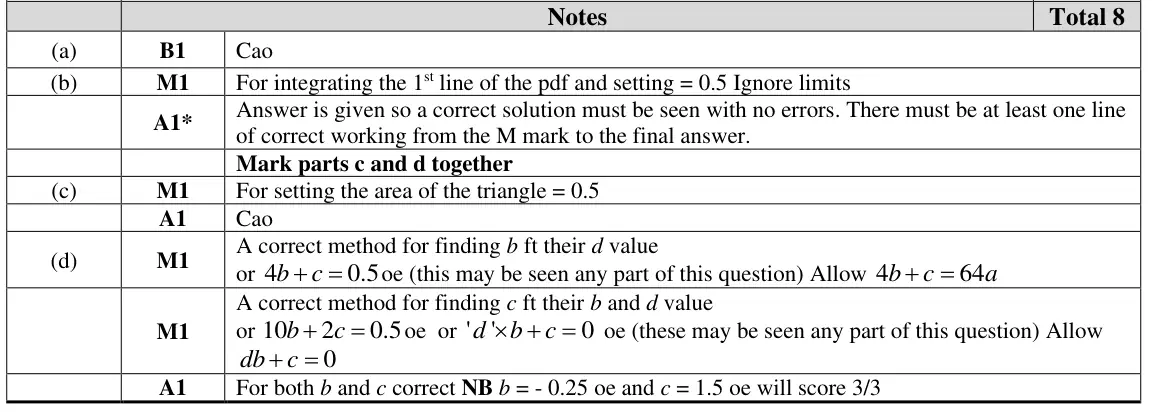 Notes Total 8
(a) B1 Cao
(b) M1 For integrating the 1st line of the pdf and setting = 0.5 Ignore limits
A1* Answer is given so a correct solution must be seen with no errors. There must be at least one line
of correct working from the M mark to the final answer.
Mark parts c and d together
(c) M1 For setting the area of the triangle = 0.5
A1 Cao
(d) M1 A correct method for finding b ft their d value
or 4b + c = 0.5 oe (this may be seen any part of this question) Allow 4b + c = 64a
M1 A correct method for finding c ft their b and d value
or 10b + 2c = 0.5 oe or 'd'×b + c = 0 oe (these may be seen any part of this question) Allow
db + c = 0
A1 For both b and c correct NB b = - 0.25 oe and c = 1.5 oe will score 3/3